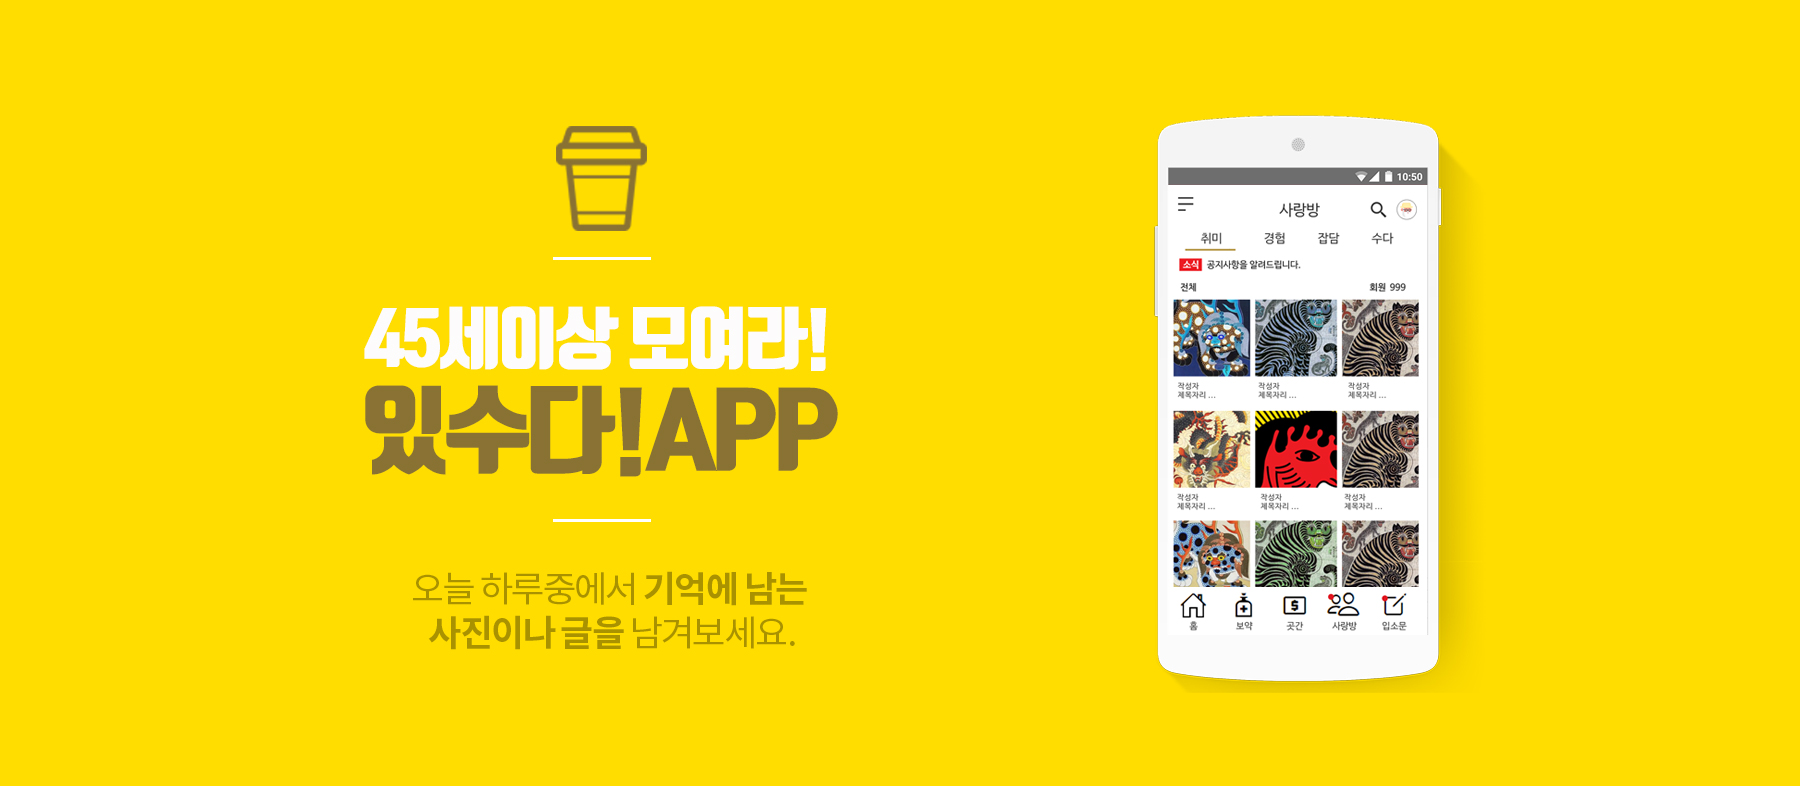 45세이상 모여라!
있수다!APP
오늘 하루중에서 기억에 남는
사진이나 글을 남겨보세요.
10:50
사랑방
취미 경험 잡담 수다
소식 공지사항을 알려드립니다.
전체 회원 999
작성자 작성자 작성자
제목자리 ... 제목자리 ... 제목자리 ...
작성자 작성자 작성자
제목자리 ... 제목자리 ... 제목자리 ...
홈 보약 곳간 사랑방 입소문